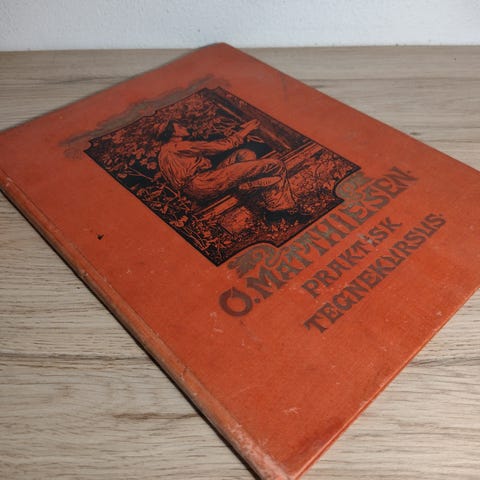 O. MATTHIESEN.
PRAKTISK
TEGNEKURSUS.